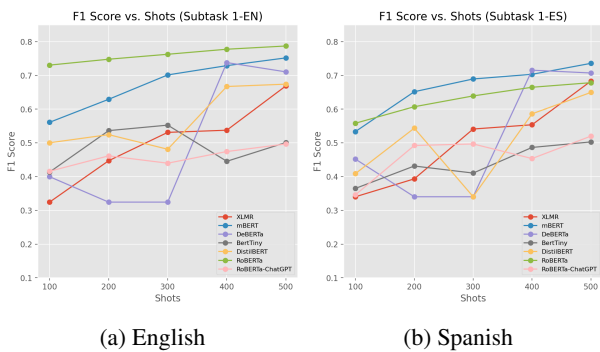 F1 Score vs. Shots (Subtask 1-EN)
0.8
0.7
0.6
0.5
0.4
0.3
0.2
0.1
F1 Score
100 200 300 400 500
Shots
XLMR
mBERT
DeBERTa
BertTiny
DistilBERT
RoBERTa
RoBERTa-ChatGPT
(a) English
F1 Score vs. Shots (Subtask 1-ES)
0.8
0.7
0.6
0.5
0.4
0.3
0.2
0.1
F1 Score
100 200 300 400 500
Shots
XLMR
mBERT
DeBERTa
BertTiny
DistilBERT
RoBERTa
RoBERTa-ChatGPT
(b) Spanish